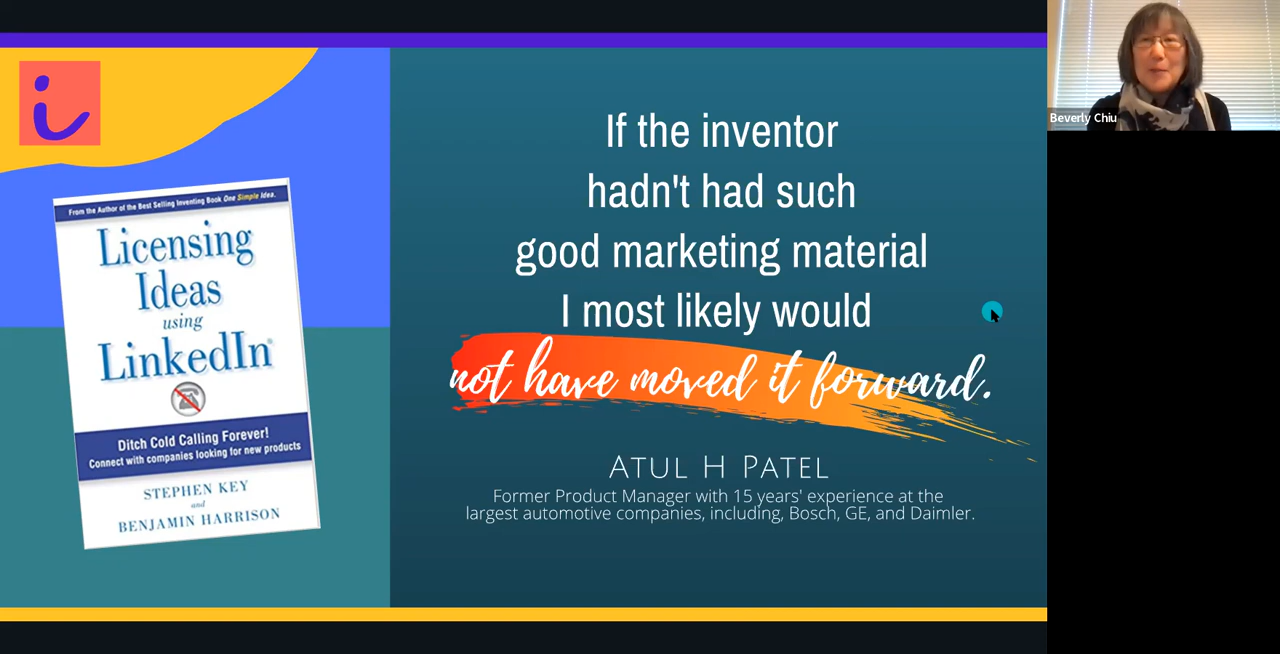 From the Author of the Best Selling Inventing Book One Simple Idea.
Licensing
Ideas
using
LinkedIn®
Ditch Cold Calling Forever!
Connect with companies looking for new products
STEPHEN KEY
and
BENJAMIN HARRISON
If the inventor
hadn't had such
good marketing material
I most likely would
not have moved it forward.
ATUL H PATEL
Former Product Manager with 15 years' experience at the
largest automotive companies, including, Bosch, GE, and Daimler.
Beverly Chiu